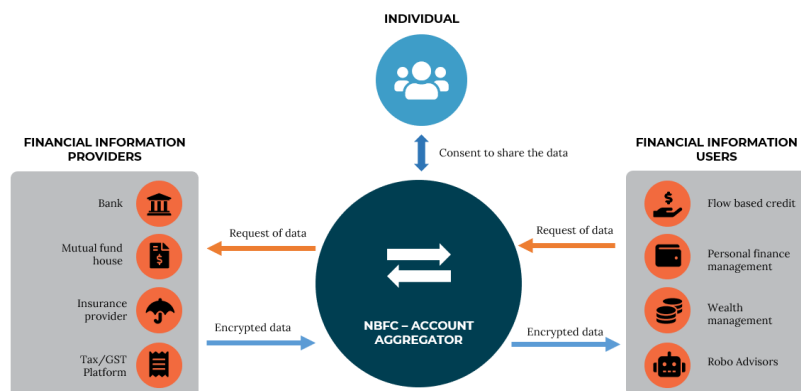 INDIVIDUAL
Consent to share the data
FINANCIAL INFORMATION
PROVIDERS
Bank
Mutual fund
house
Insurance
provider
Tax/GST
Platform
Request of data
Encrypted data
NBFC – ACCOUNT
AGGREGATOR
Request of data
Encrypted data
FINANCIAL INFORMATION
USERS
Flow based credit
Personal finance
management
Wealth
management
Robo Advisors